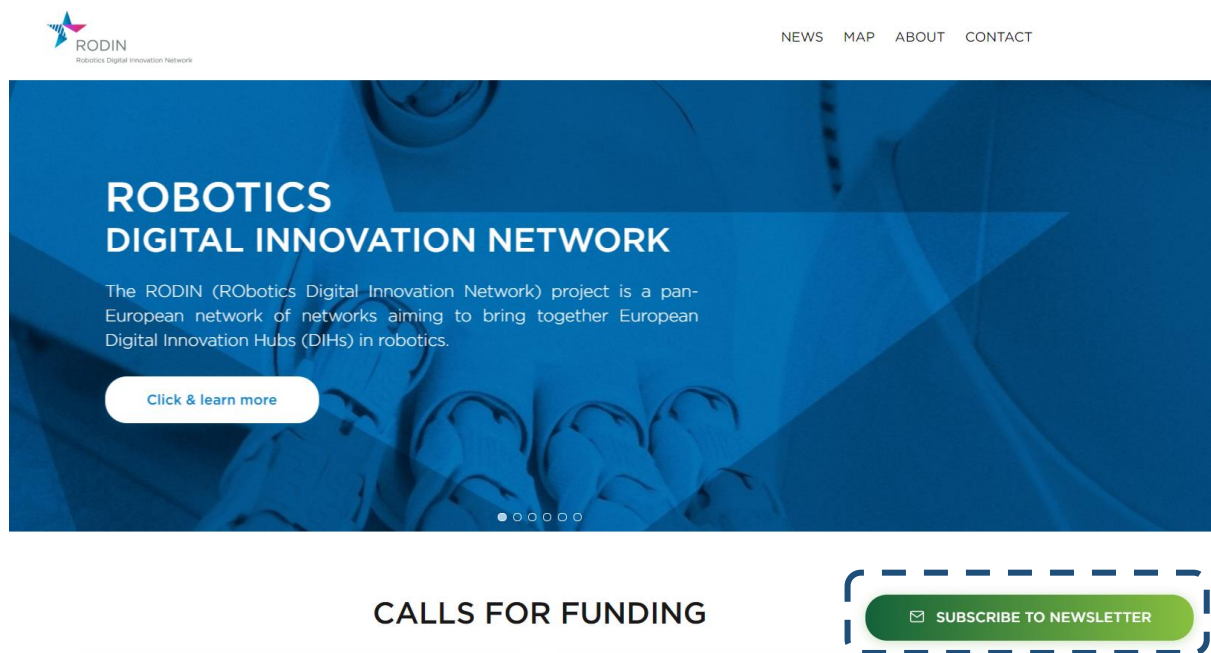 RODIN
Robotics Digital Innovation Network
NEWS MAP ABOUT CONTACT
ROBOTICS
DIGITAL INNOVATION NETWORK
The RODIN (RObotics Digital Innovation Network) project is a pan-
European network of networks aiming to bring together European
Digital Innovation Hubs (DIHs) in robotics.
Click & learn more
CALLS FOR FUNDING
SUBSCRIBE TO NEWSLETTER